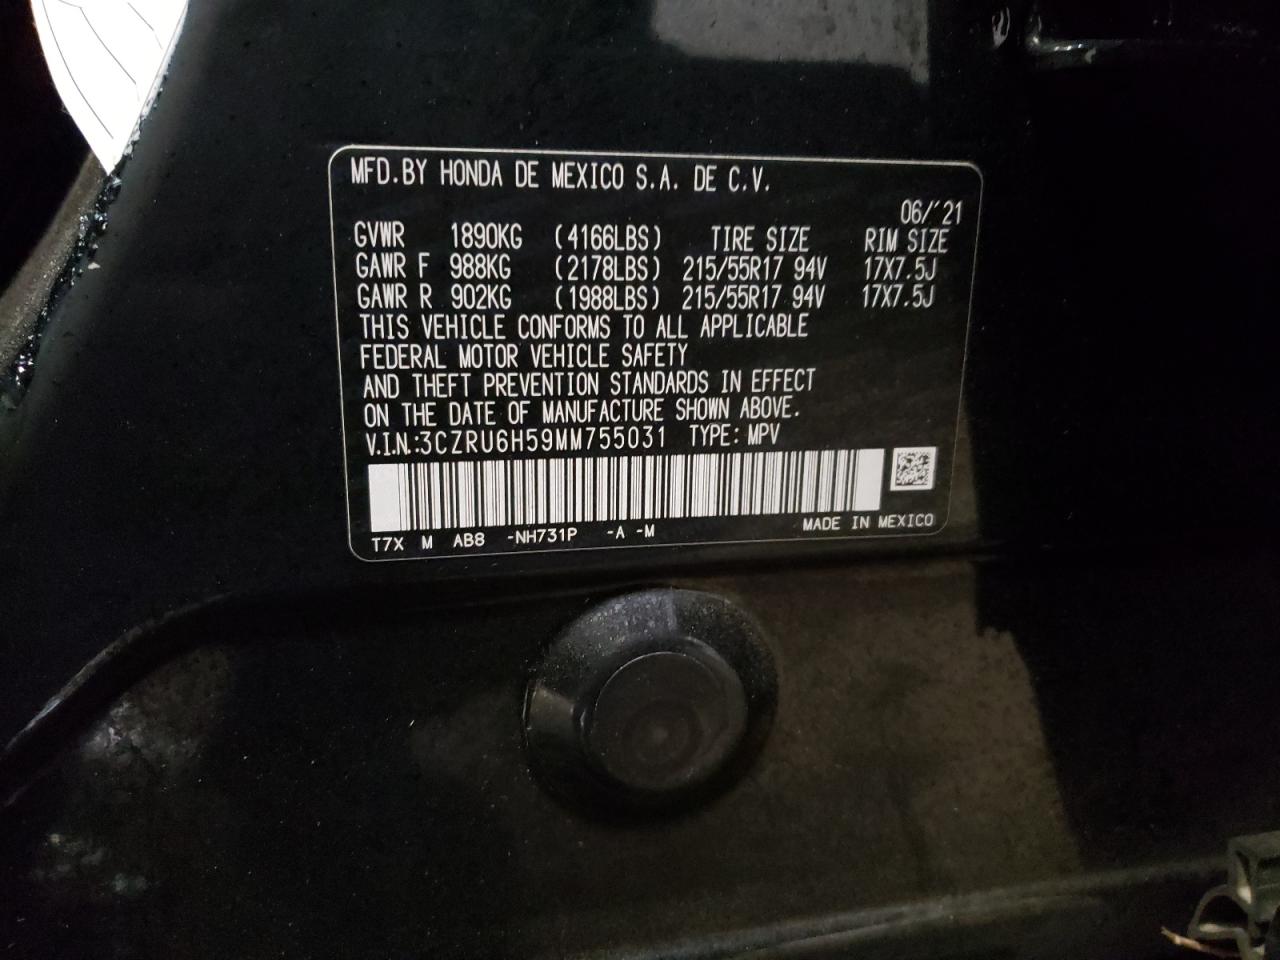 MFD.BY HONDA DE MEXICO S.A. DE C.V.
06/'21
GVWR 1890KG (4166LBS) TIRE SIZE RIM SIZE
GAWR F 988KG (2178LBS) 215/55R17 94V 17X7.5J
GAWR R 902KG (1988LBS) 215/55R17 94V 17X7.5J
THIS VEHICLE CONFORMS TO ALL APPLICABLE
FEDERAL MOTOR VEHICLE SAFETY
AND THEFT PREVENTION STANDARDS IN EFFECT
ON THE DATE OF MANUFACTURE SHOWN ABOVE.
V.I.N.:3CZRU6H59MM755031 TYPE: MPV
T7X M AB8 -NH731P -A -M MADE IN MEXICO